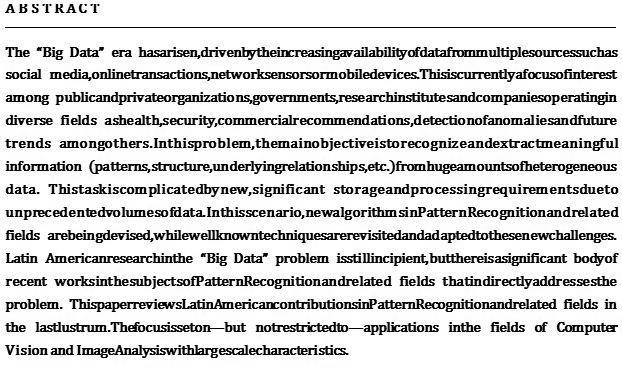 ABSTRACT
The “Big Data” era hasarisen,drivenbytheincreasingavailabilityofdatafrommultiplesourcessuchas
social media,onlinetransactions,networksensorsormobiledevices.Thisiscurrentlyafocusofinterest
among publicandprivateorganizations,governments,researchinstitutesandcompaniesoperatingin
diverse fields ashealth,security,commercialrecommendations,detectionofanomaliesandfuture
trends amongothers.Inthisproblem,themainobjectiveistorecognizeandextractmeaningful
information (patterns,structure,underlyingrelationships,etc.)fromhugeamountsofheterogeneous
data. Thistaskiscomplicatedbynew,significant storageandprocessingrequirementsdueto
unprecedentedvolumesofdata.Inthisscenario,newalgorithmsinPatternRecognitionandrelated
fields arebeingdevised,whilewellknowntechniquesarerevisitedandadaptedtothesenewchallenges.
Latin Americanresearchinthe “Big Data” problem isstillincipient,butthereisasignificant bodyof
recent worksinthesubjectsofPatternRecognitionandrelated fields thatindirectlyaddressesthe
problem. ThispaperreviewsLatinAmericancontributionsinPatternRecognitionandrelated fields in
the lastlustrum.Thefocusisseton—but notrestrictedto—applications inthe fields of Computer
Vision and ImageAnalysiswithlargescalecharacteristics.